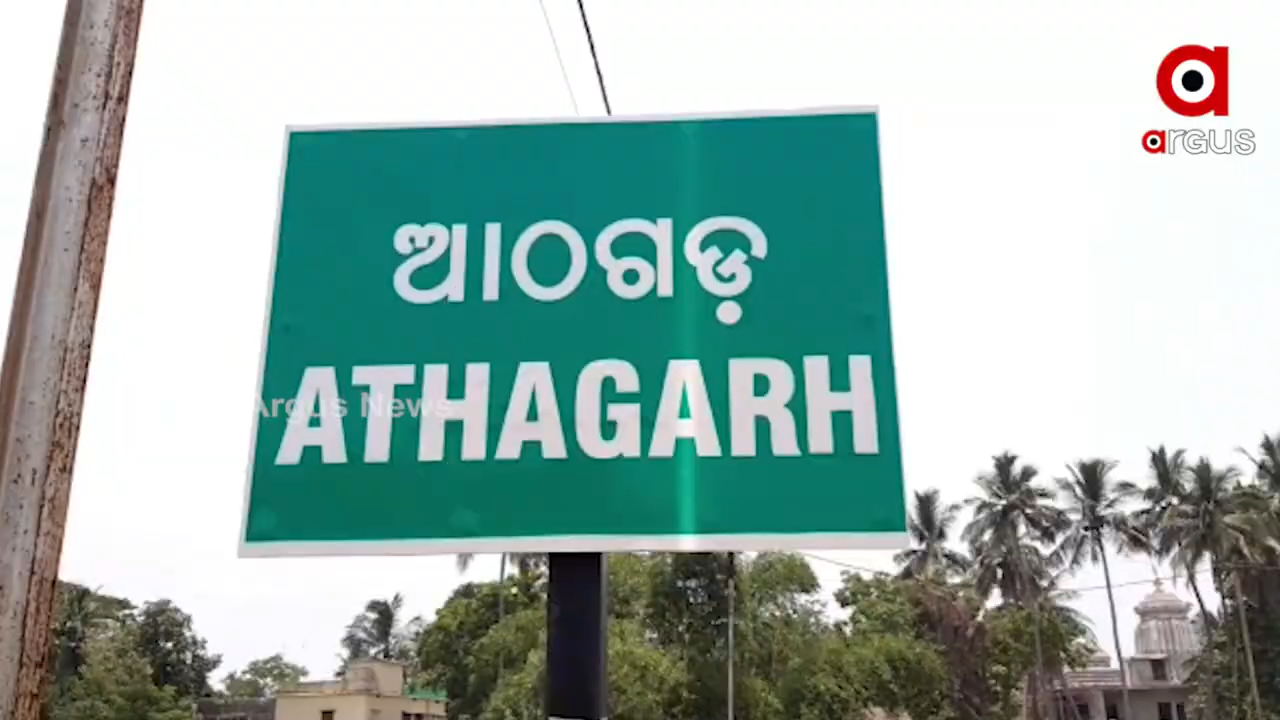 ଆଠଗଡ଼
ATHAGARH
Argus News
a
argus